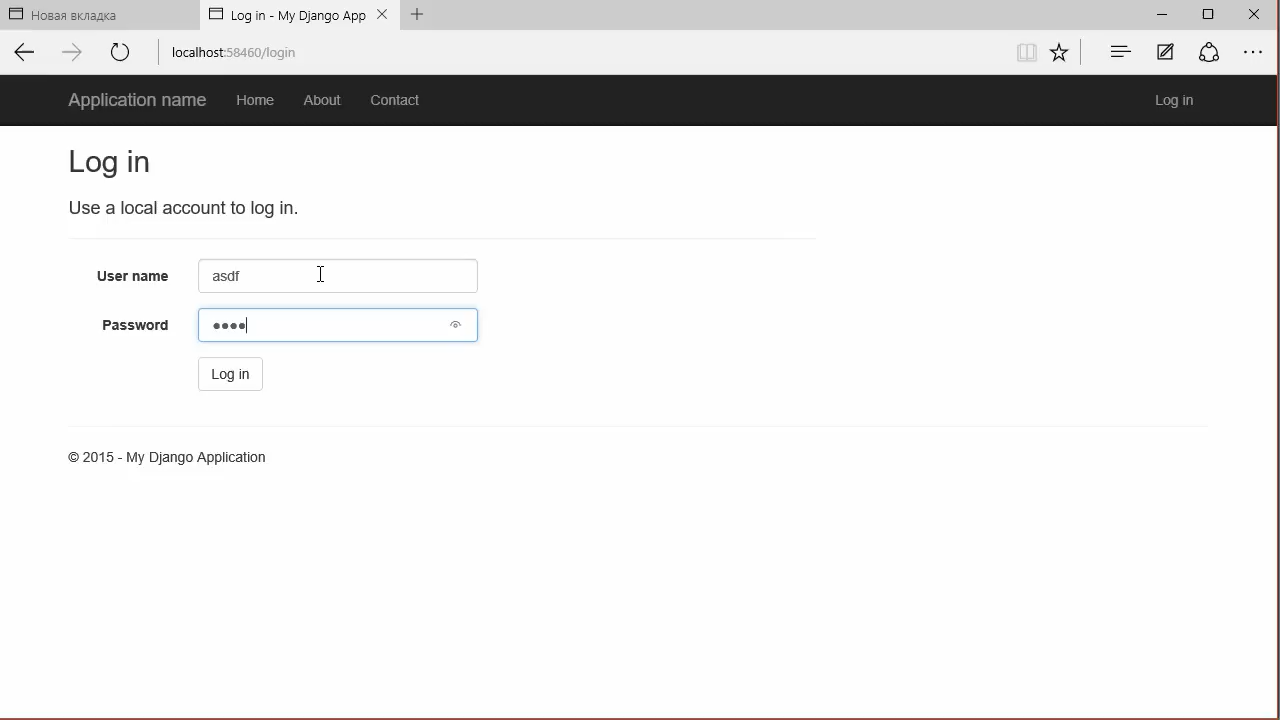 Новая вкладка
Log in - My Django App
localhost:58460/login
Application name Home About Contact Log in
Log in
Use a local account to log in.
User name asdf
Password ●●●●
Log in
© 2015 - My Django Application